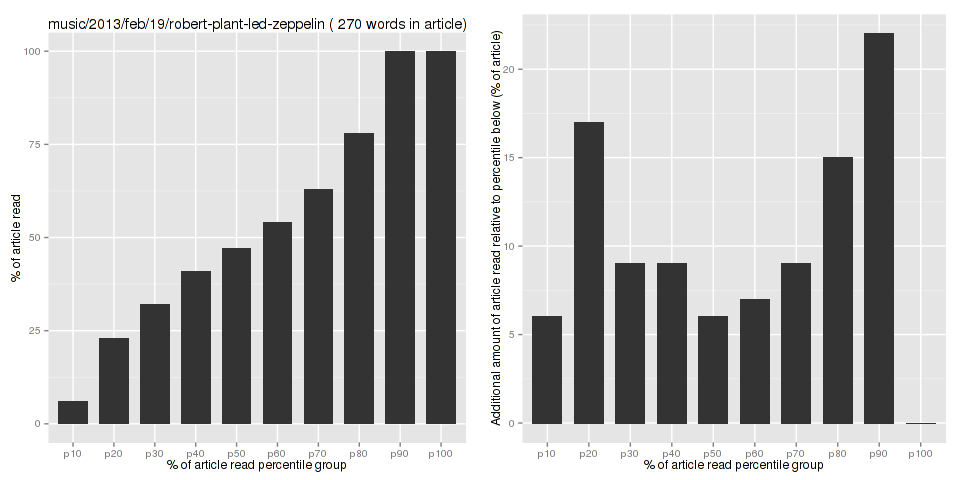 music/2013/feb/19/robert-plant-led-zeppelin ( 270 words in article)
% of article read
100
75
50
25
0
p10 p20 p30 p40 p50 p60 p70 p80 p90 p100
% of article read percentile group
Additional amount of article read relative to percentile below (% of article)
20
15
10
5
0
p10 p20 p30 p40 p50 p60 p70 p80 p90 p100
% of article read percentile group